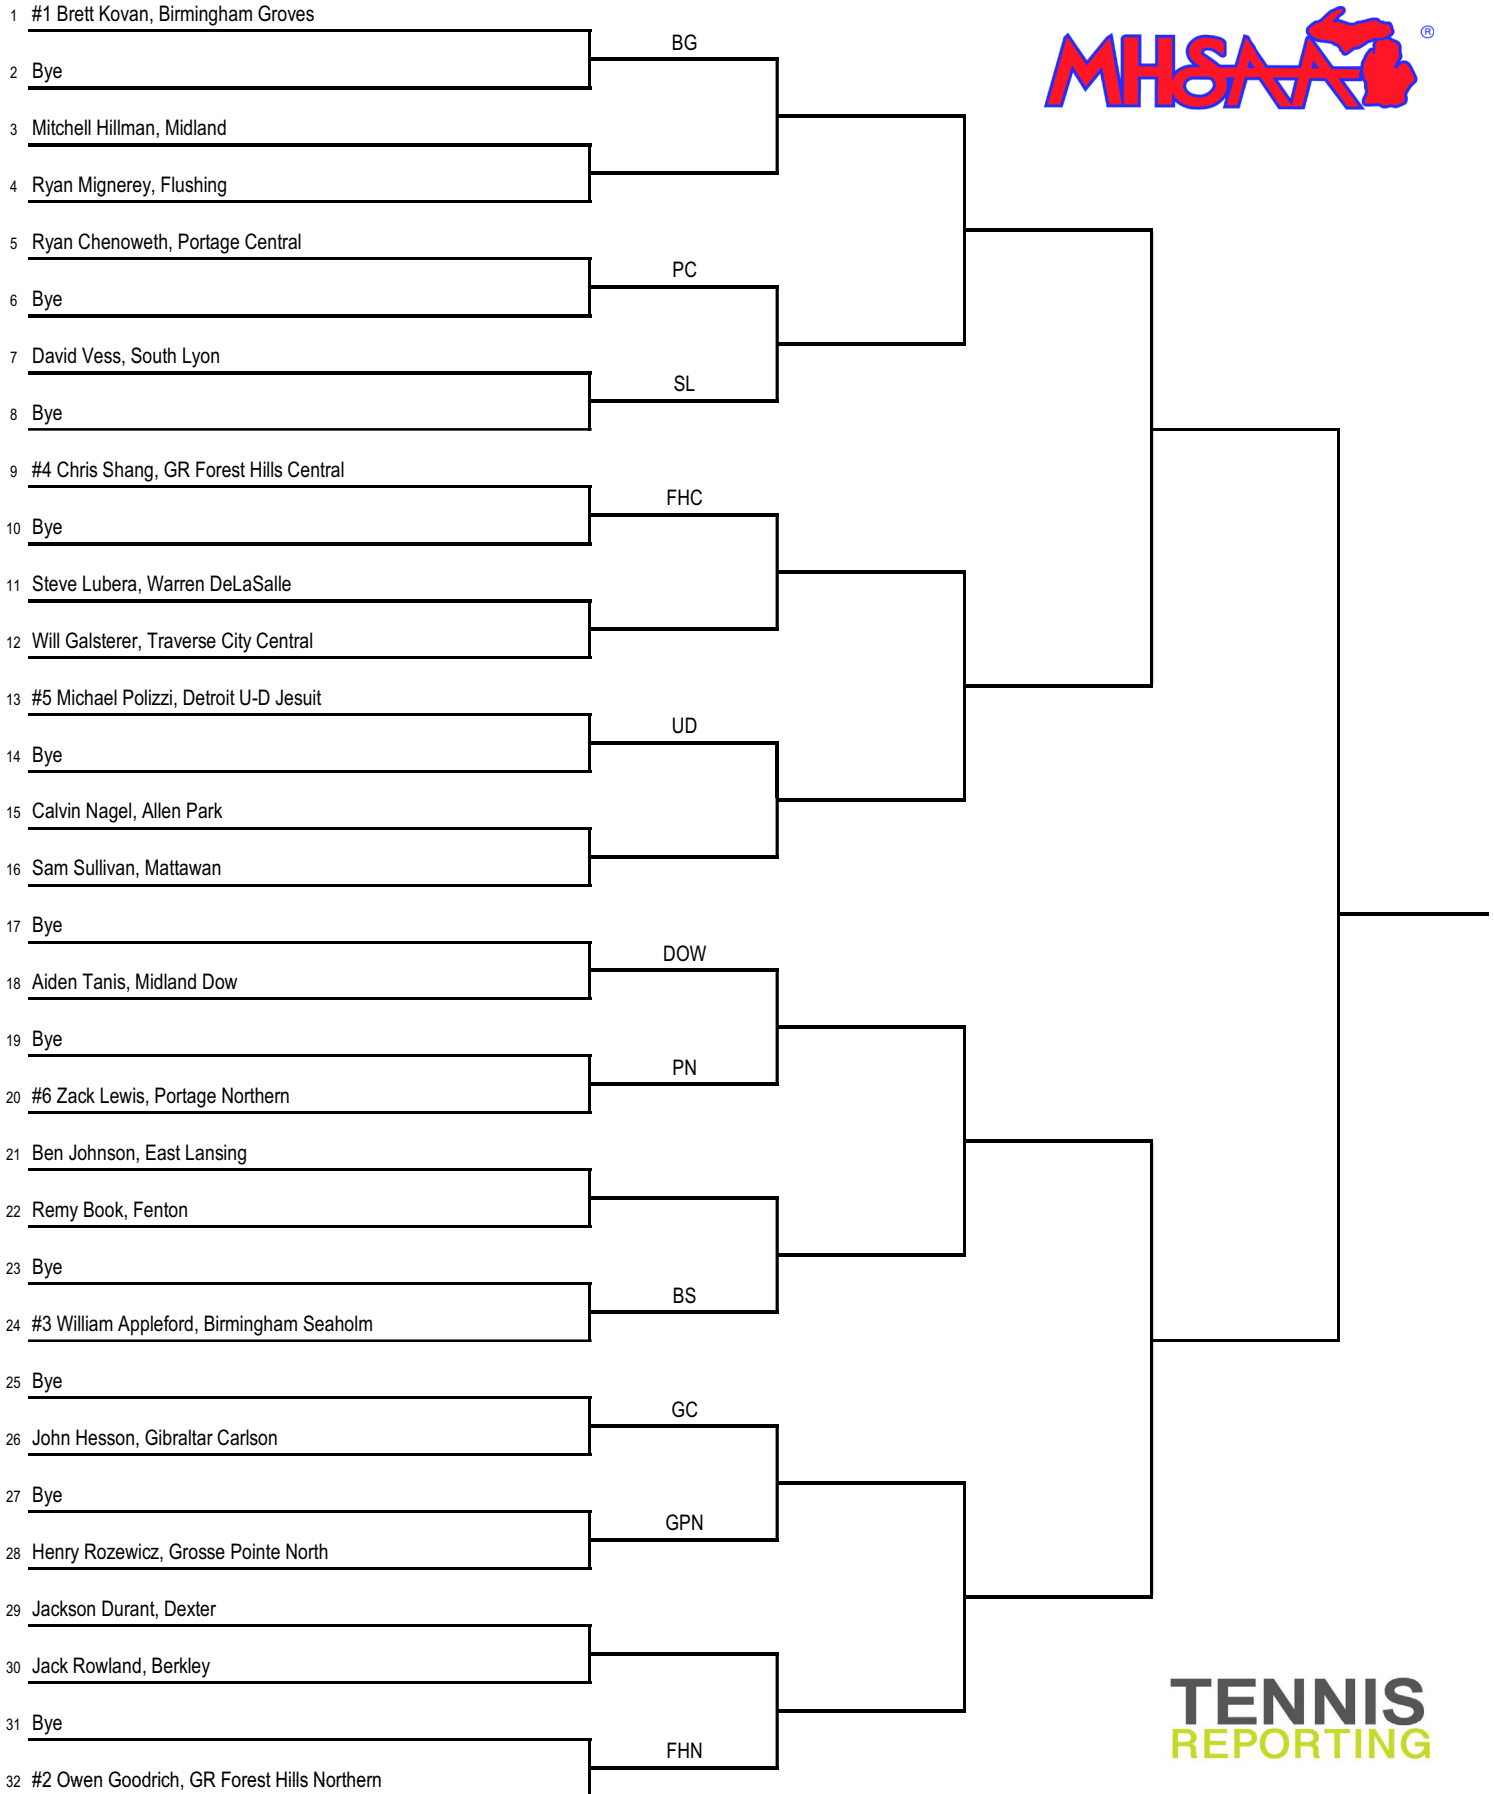 1 #1 Brett Kovan, Birmingham Groves
BG
MHSAA ®
2 Bye
3 Mitchell Hillman, Midland
4 Ryan Mignerey, Flushing
5 Ryan Chenoweth, Portage Central
PC
6 Bye
7 David Vess, South Lyon
SL
8 Bye
9 #4 Chris Shang, GR Forest Hills Central
FHC
10 Bye
11 Steve Lubera, Warren DeLaSalle
12 Will Galsterer, Traverse City Central
13 #5 Michael Polizzi, Detroit U-D Jesuit
UD
14 Bye
15 Calvin Nagel, Allen Park
16 Sam Sullivan, Mattawan
17 Bye
DOW
18 Aiden Tanis, Midland Dow
19 Bye
PN
20 #6 Zack Lewis, Portage Northern
21 Ben Johnson, East Lansing
22 Remy Book, Fenton
23 Bye
BS
24 #3 William Appleford, Birmingham Seaholm
25 Bye
GC
26 John Hesson, Gibraltar Carlson
27 Bye
GPN
28 Henry Rozewicz, Grosse Pointe North
29 Jackson Durant, Dexter
30 Jack Rowland, Berkley
31 Bye
FHN
32 #2 Owen Goodrich, GR Forest Hills Northern
TENNIS
REPORTING